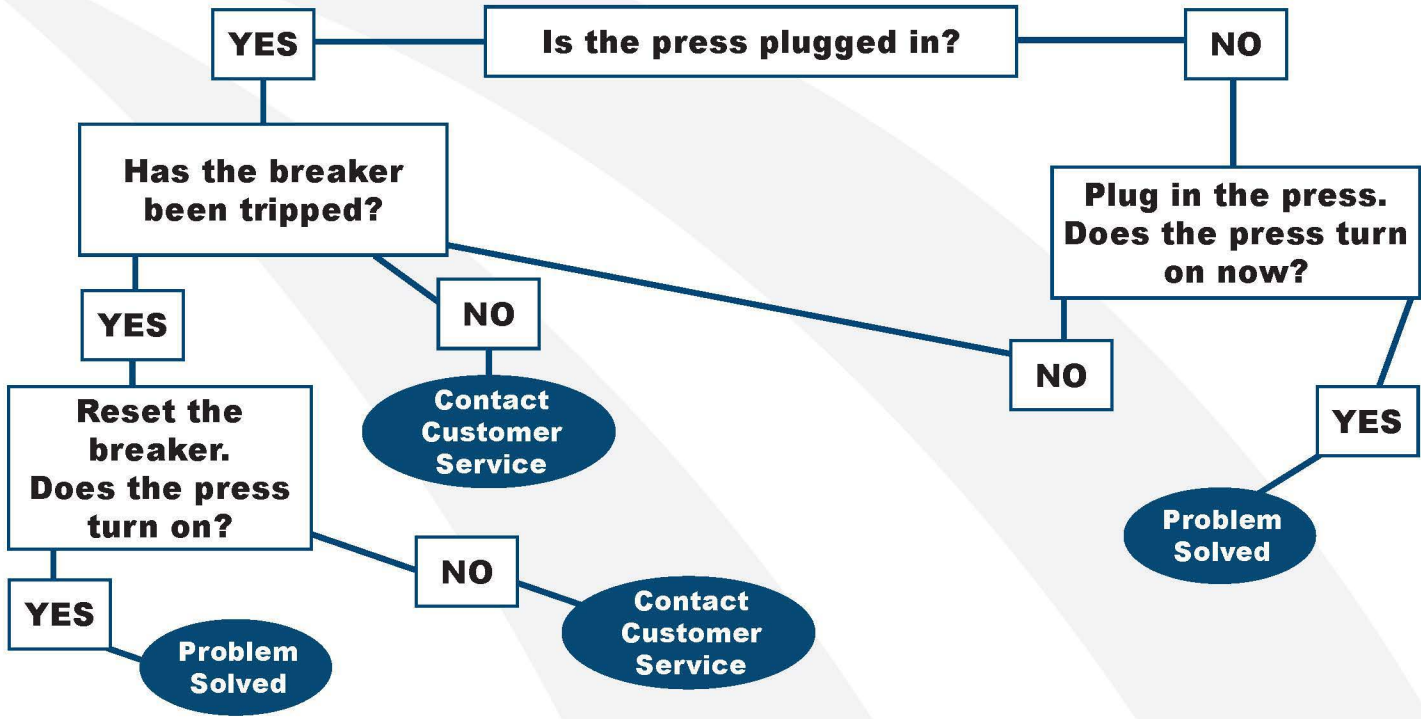 YES
Is the press plugged in?
NO
Has the breaker
been tripped?
Plug in the press.
Does the press turn
on now?
YES
NO
NO
Reset the
breaker.
Does the press
turn on?
Contact
Customer
Service
YES
Problem
Solved
NO
YES
Contact
Customer
Service
Problem
Solved